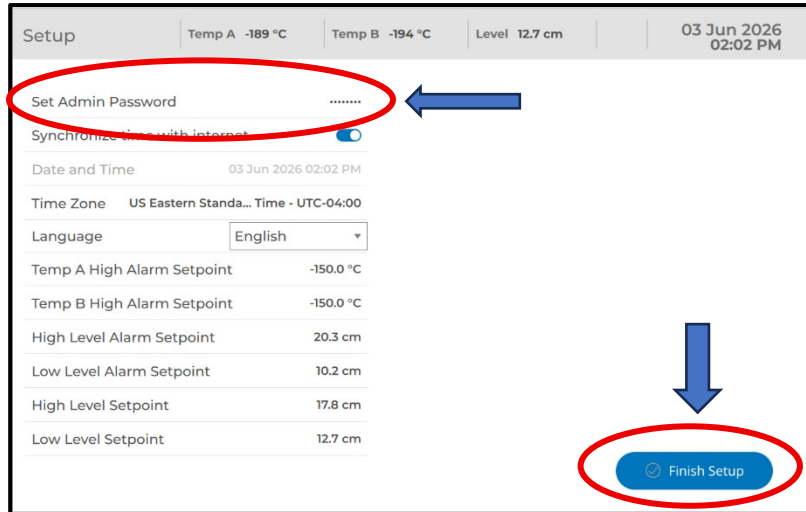 Setup Temp A -189 °C Temp B -194 °C Level 12.7 cm 03 Jun 2026
02:02 PM
Set Admin Password ........
Synchronize time with internet
Date and Time 03 Jun 2026 02:02 PM
Time Zone US Eastern Standa... Time - UTC-04:00
Language English
Temp A High Alarm Setpoint -150.0 °C
Temp B High Alarm Setpoint -150.0 °C
High Level Alarm Setpoint 20.3 cm
Low Level Alarm Setpoint 10.2 cm
High Level Setpoint 17.8 cm
Low Level Setpoint 12.7 cm
Finish Setup